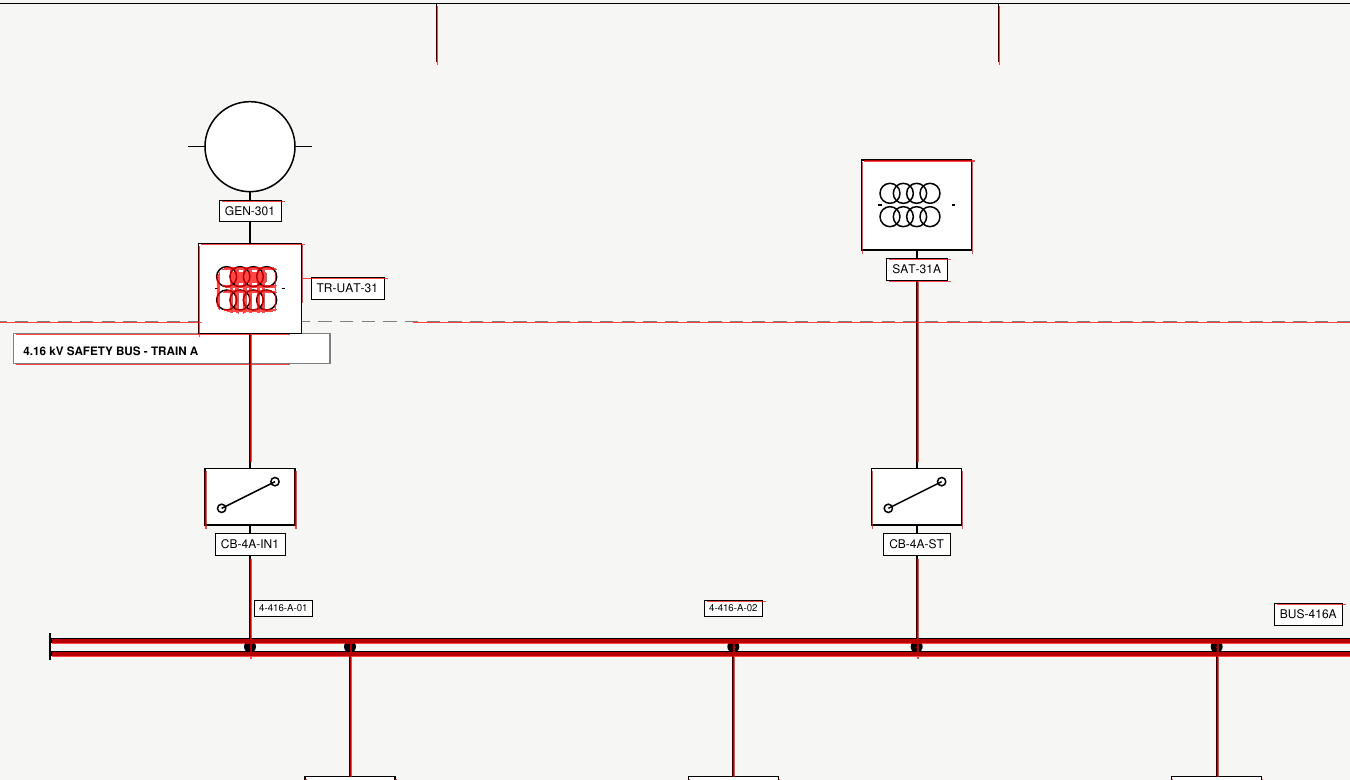 GEN-301
SAT-31A
TR-UAT-31
4.16 kV SAFETY BUS - TRAIN A
CB-4A-IN1
CB-4A-ST
4-416-A-01
4-416-A-02
BUS-416A